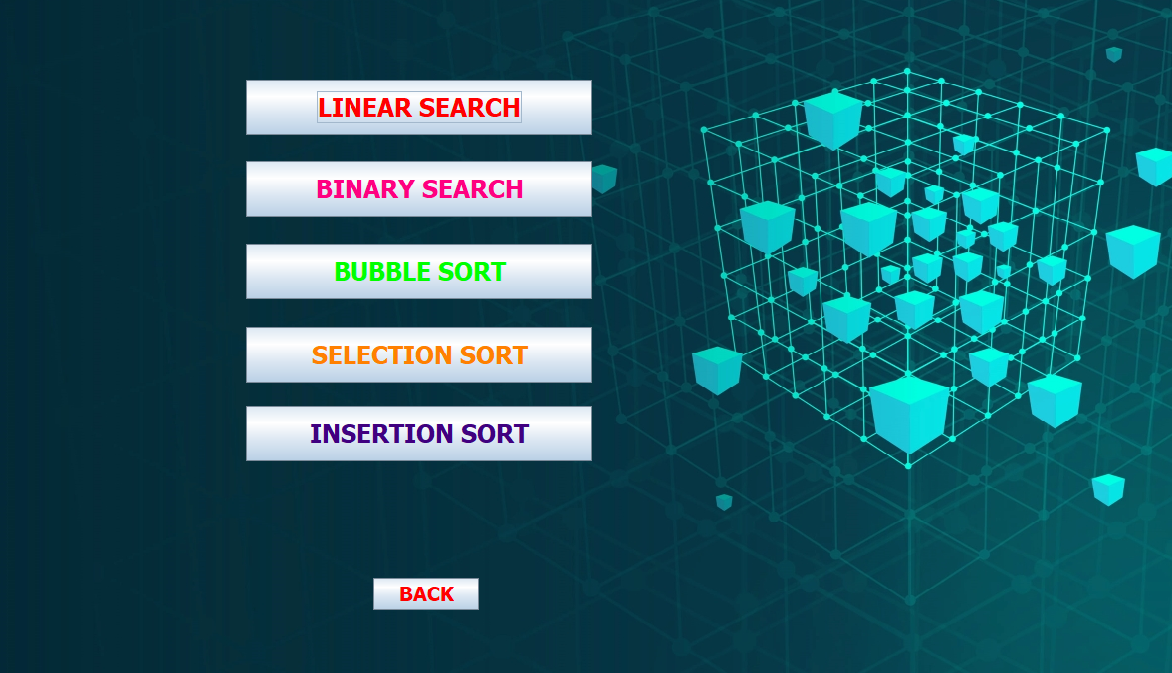 LINEAR SEARCH
BINARY SEARCH
BUBBLE SORT
SELECTION SORT
INSERTION SORT
BACK